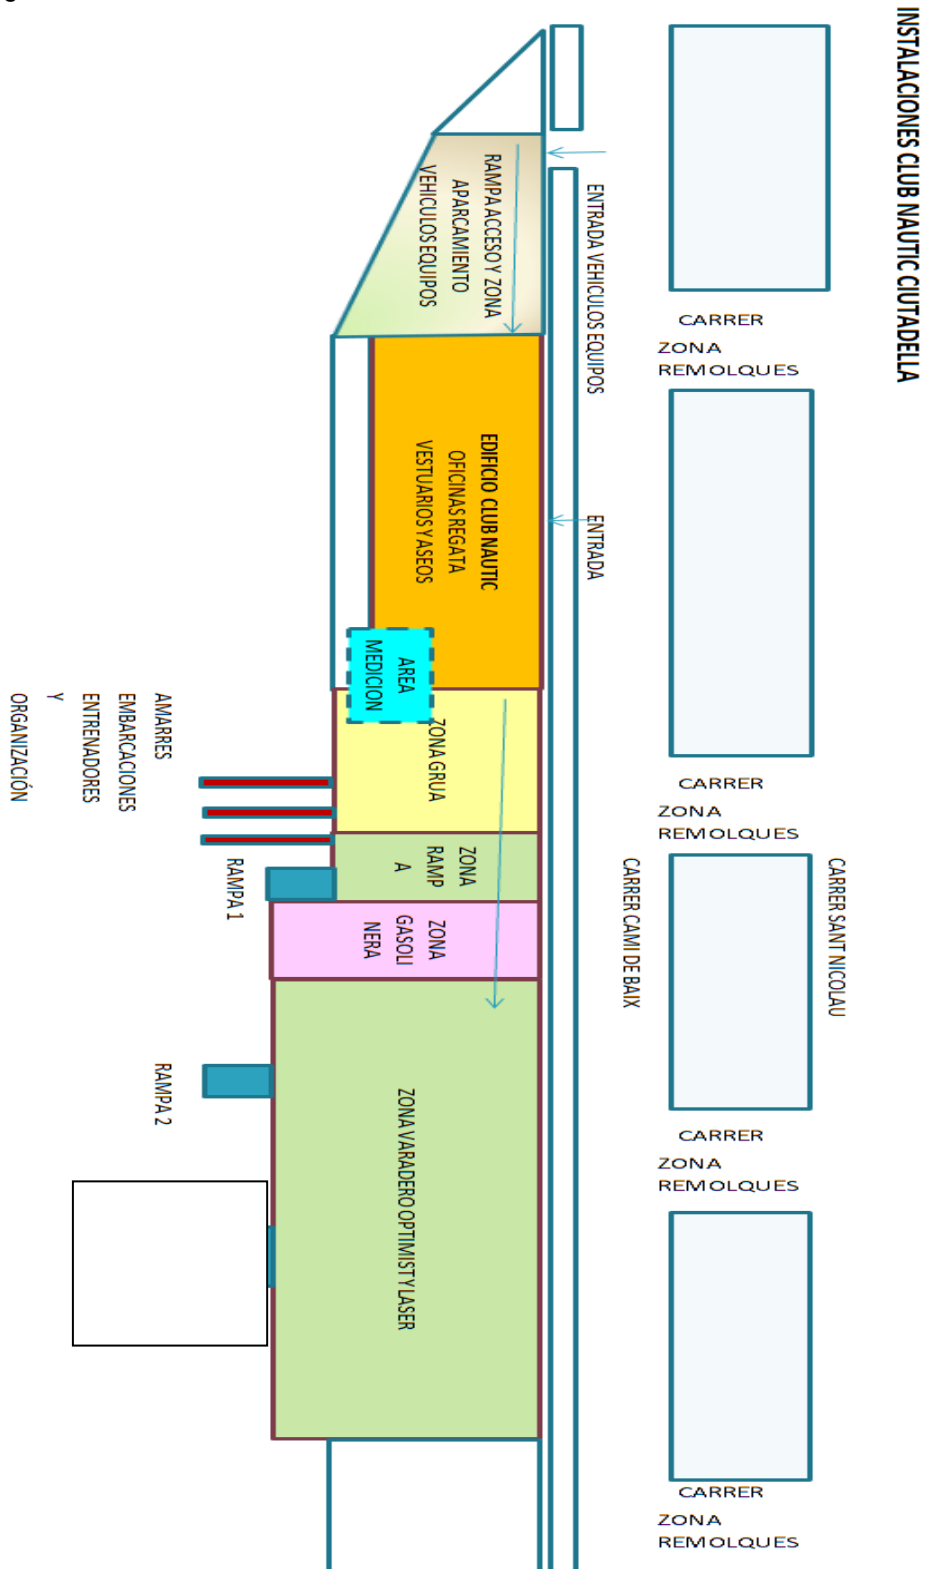 g
INSTALACIONES CLUB NAUTIC CIUTADELLA
CARRER
ZONA
REMOLQUES
CARRER
ZONA
REMOLQUES
CARRER
ZONA
REMOLQUES
CARRER
ZONA
REMOLQUES
CARRER SANT NICOLAU
CARRER CAMI DE BAIX
ENTRADA VEHICULOS EQUIPOS
ENTRADA
RAMPA ACCESO Y ZONA
APARCAMIENTO
VEHICULOS EQUIPOS
EDIFICIO CLUB NAUTIC
OFICINAS REGATA
VESTUARIOS Y ASEOS
AREA
MEDICION
ZONA GRUA
ZONA
RAMP
A
ZONA
GASOLI
NERA
ZONA VARADERO OPTIMIST Y LASER
RAMPA 1
RAMPA 2
AMARRES
EMBARCACIONES
ENTRENADORES
Y
ORGANIZACIÓN